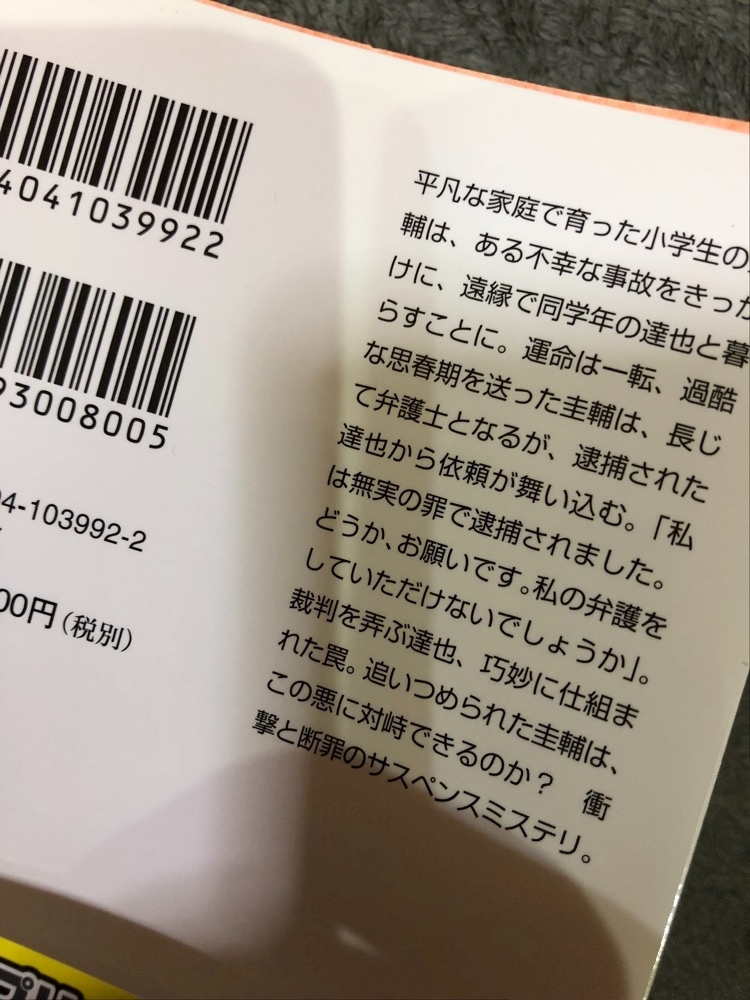 4041039922
93008005
04-103992-2
00円(税別)
平凡な家庭で育った小学生の
輔は、ある不幸な事故をきっか
けに、遠縁で同学年の達也と暮
らすことに。運命は一転、過酷
な思春期を送った圭輔は、長じ
て弁護士となるが、逮捕された
達也から依頼が舞い込む。「私
は無実の罪で逮捕されました。
どうか、お願いです。私の弁護を
していただけないでしょうか」。
裁判を弄ぶ達也、巧妙に仕組ま
れた罠。追いつめられた圭輔は、
この悪に対峙できるのか？　衝
撃と断罪のサスペンスミステリ。